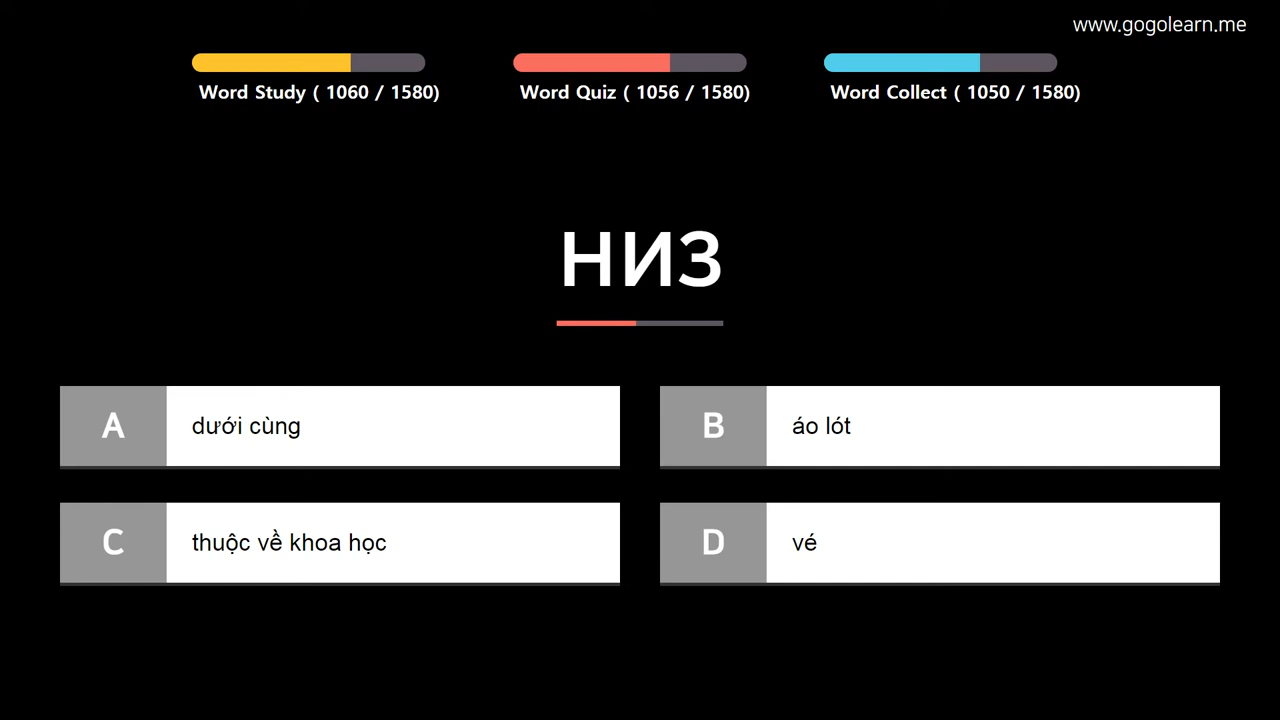 www.gogolearn.me
Word Study ( 1060 / 1580)
Word Quiz ( 1056 / 1580)
Word Collect ( 1050 / 1580)
низ
A
dưới cùng
B
áo lót
C
thuộc về khoa học
D
vé